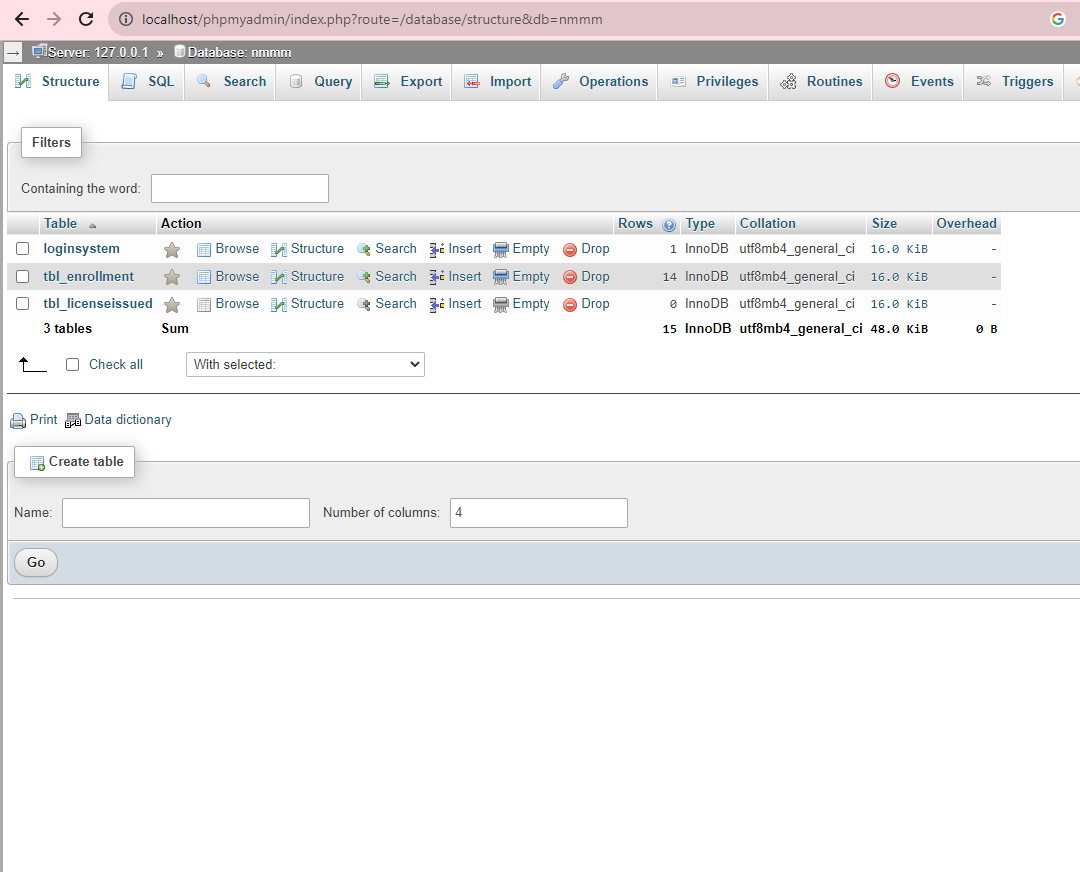 localhost/phpmyadmin/index.php?route=/database/structure&db=nmmm
Server: 127.0.0.1 » Database: nmmm
Structure SQL Search Query Export Import Operations Privileges Routines Events Triggers
Filters
Containing the word:
Table Action Rows Type Collation Size Overhead
loginsystem Browse Structure Search Insert Empty Drop 1 InnoDB utf8mb4_general_ci 16.0 KiB -
tbl_enrollment Browse Structure Search Insert Empty Drop 14 InnoDB utf8mb4_general_ci 16.0 KiB -
tbl_licenseissued Browse Structure Search Insert Empty Drop 0 InnoDB utf8mb4_general_ci 16.0 KiB -
3 tables Sum 15 InnoDB utf8mb4_general_ci 48.0 KiB 0 B
Check all With selected:
Print Data dictionary
Create table
Name: Number of columns: 4
Go